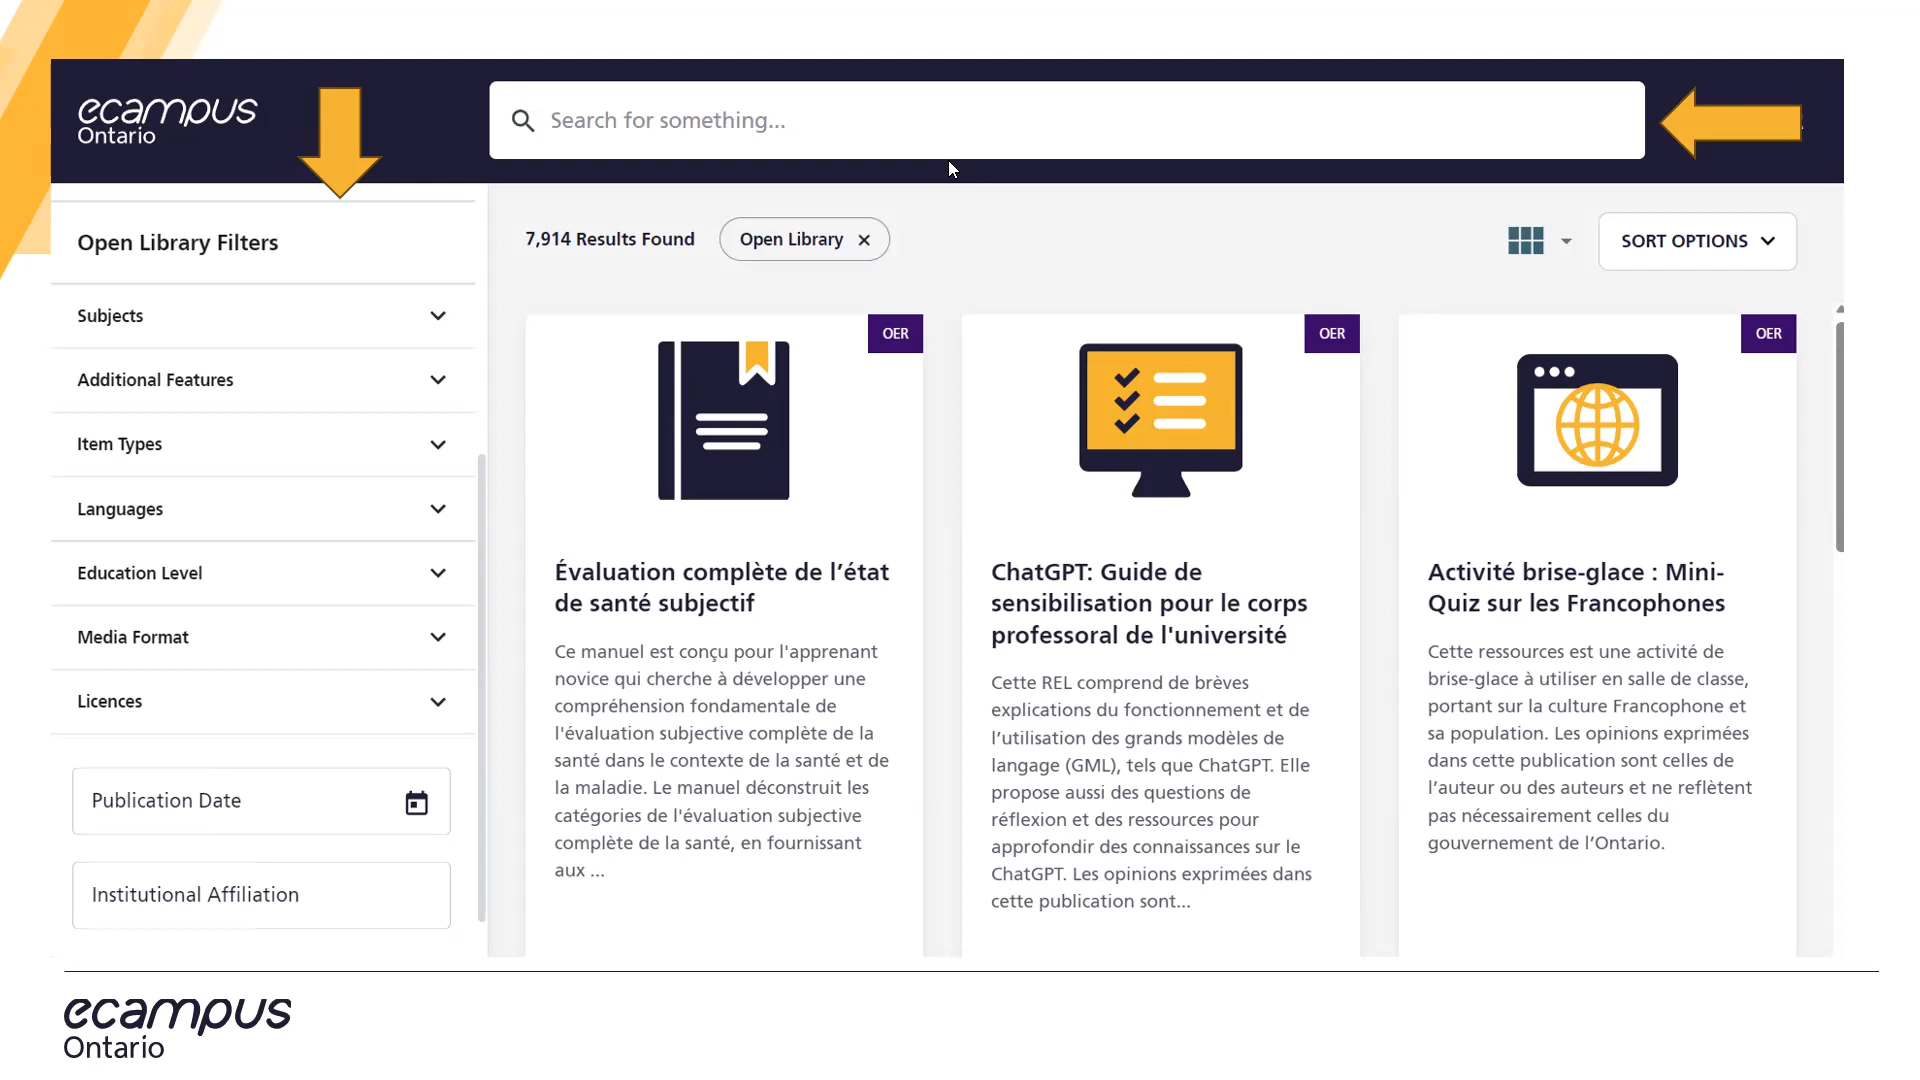 ecampus
Ontario
Search for something...
Open Library Filters
Subjects
Additional Features
Item Types
Languages
Education Level
Media Format
Licences
Publication Date
Institutional Affiliation
7,914 Results Found
Open Library ×
SORT OPTIONS
OER
Évaluation complète de l’état
de santé subjectif
Ce manuel est conçu pour l'apprenant
novice qui cherche à développer une
compréhension fondamentale de
l'évaluation subjective complète de la
santé dans le contexte de la santé et de
la maladie. Le manuel déconstruit les
catégories de l'évaluation subjective
complète de la santé, en fournissant
aux ...
OER
ChatGPT: Guide de
sensibilisation pour le corps
professoral de l'université
Cette REL comprend de brèves
explications du fonctionnement et de
l’utilisation des grands modèles de
langage (GML), tels que ChatGPT. Elle
propose aussi des questions de
réflexion et des ressources pour
approfondir des connaissances sur le
ChatGPT. Les opinions exprimées dans
cette publication sont...
OER
Activité brise-glace : Mini-
Quiz sur les Francophones
Cette ressources est une activité de
brise-glace à utiliser en salle de classe,
portant sur la culture Francophone et
sa population. Les opinions exprimées
dans cette publication sont celles de
l’auteur ou des auteurs et ne reflètent
pas nécessairement celles du
gouvernement de l’Ontario.
ecampus
Ontario